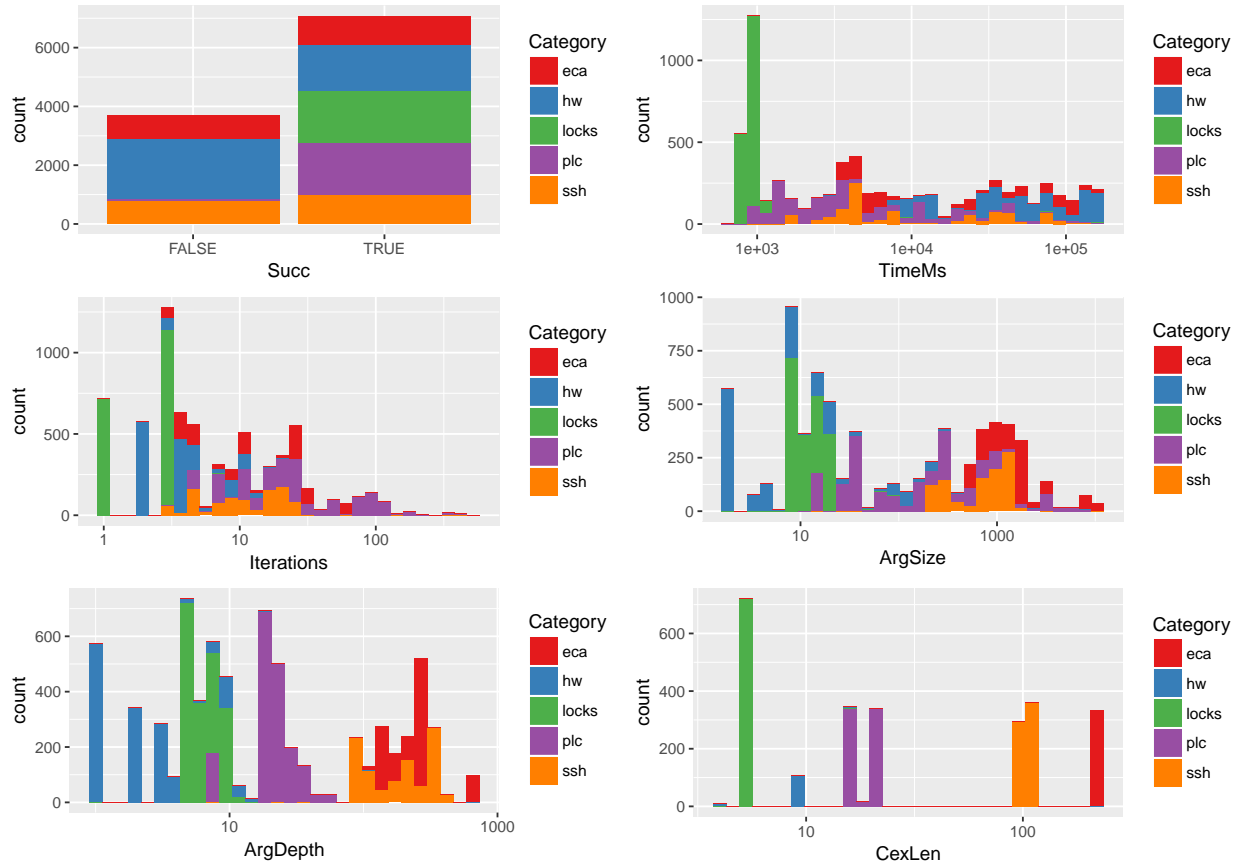 6000
4000
2000
0
count
FALSE
TRUE
Succ
Category
eca
hw
locks
plc
ssh
1000
500
0
count
1e+03
1e+04
1e+05
TimeMs
Category
eca
hw
locks
plc
ssh
1000
500
0
count
1
10
100
Iterations
Category
eca
hw
locks
plc
ssh
1000
750
500
250
0
count
10
1000
ArgSize
Category
eca
hw
locks
plc
ssh
600
400
200
0
count
10
1000
ArgDepth
Category
eca
hw
locks
plc
ssh
600
400
200
0
count
10
100
CexLen
Category
eca
hw
locks
plc
ssh